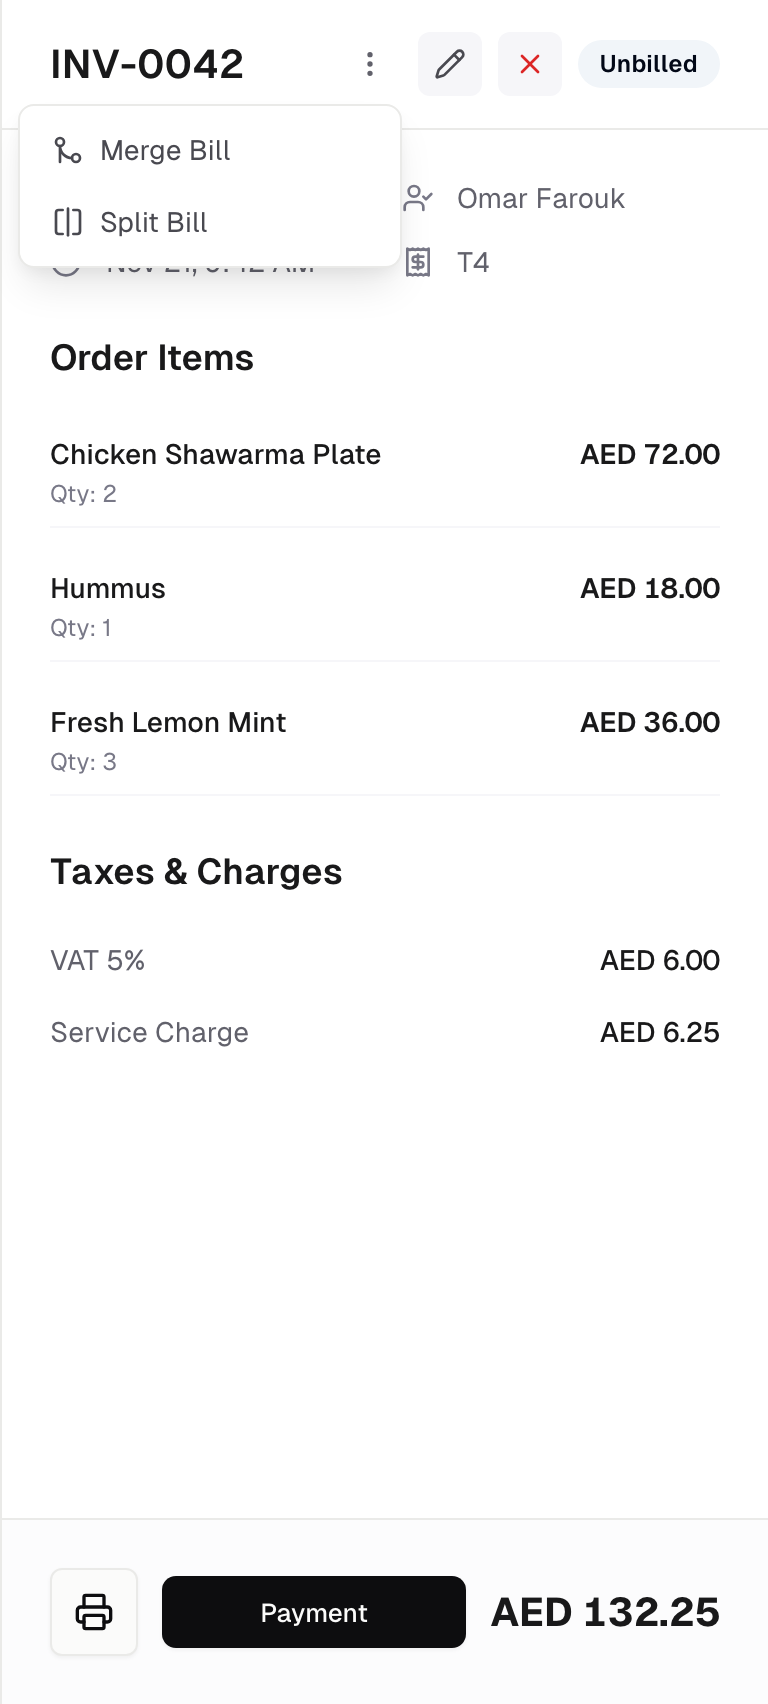 INV-0042
Unbilled
Merge Bill
Split Bill
Omar Farouk
T4
Order Items
Chicken Shawarma Plate AED 72.00
Qty: 2
Hummus AED 18.00
Qty: 1
Fresh Lemon Mint AED 36.00
Qty: 3
Taxes & Charges
VAT 5% AED 6.00
Service Charge AED 6.25
Payment AED 132.25